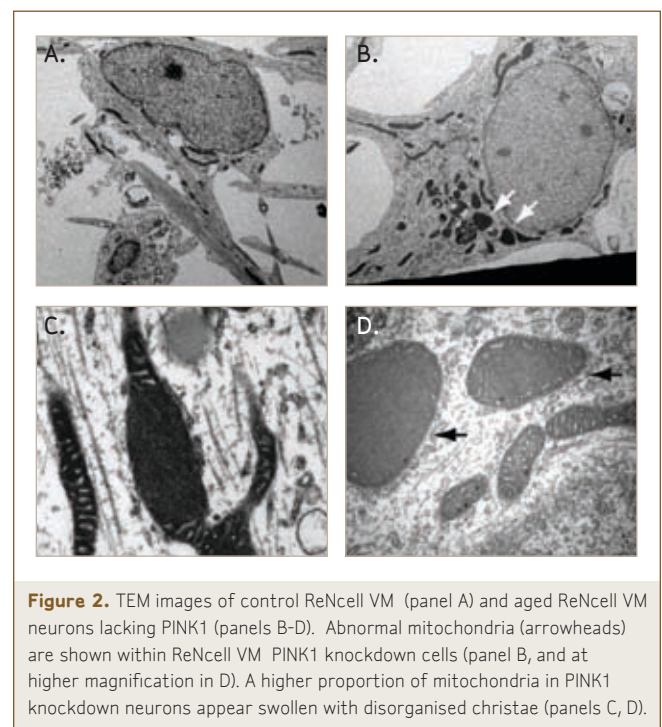 A.
B.
C.
D.
Figure 2. TEM images of control ReNcell VM (panel A) and aged ReNcell VM
neurons lacking PINK1 (panels B-D). Abnormal mitochondria (arrowheads)
are shown within ReNcell VM PINK1 knockdown cells (panel B, and at
higher magnification in D). A higher proportion of mitochondria in PINK1
knockdown neurons appear swollen with disorganised christae (panels C, D).